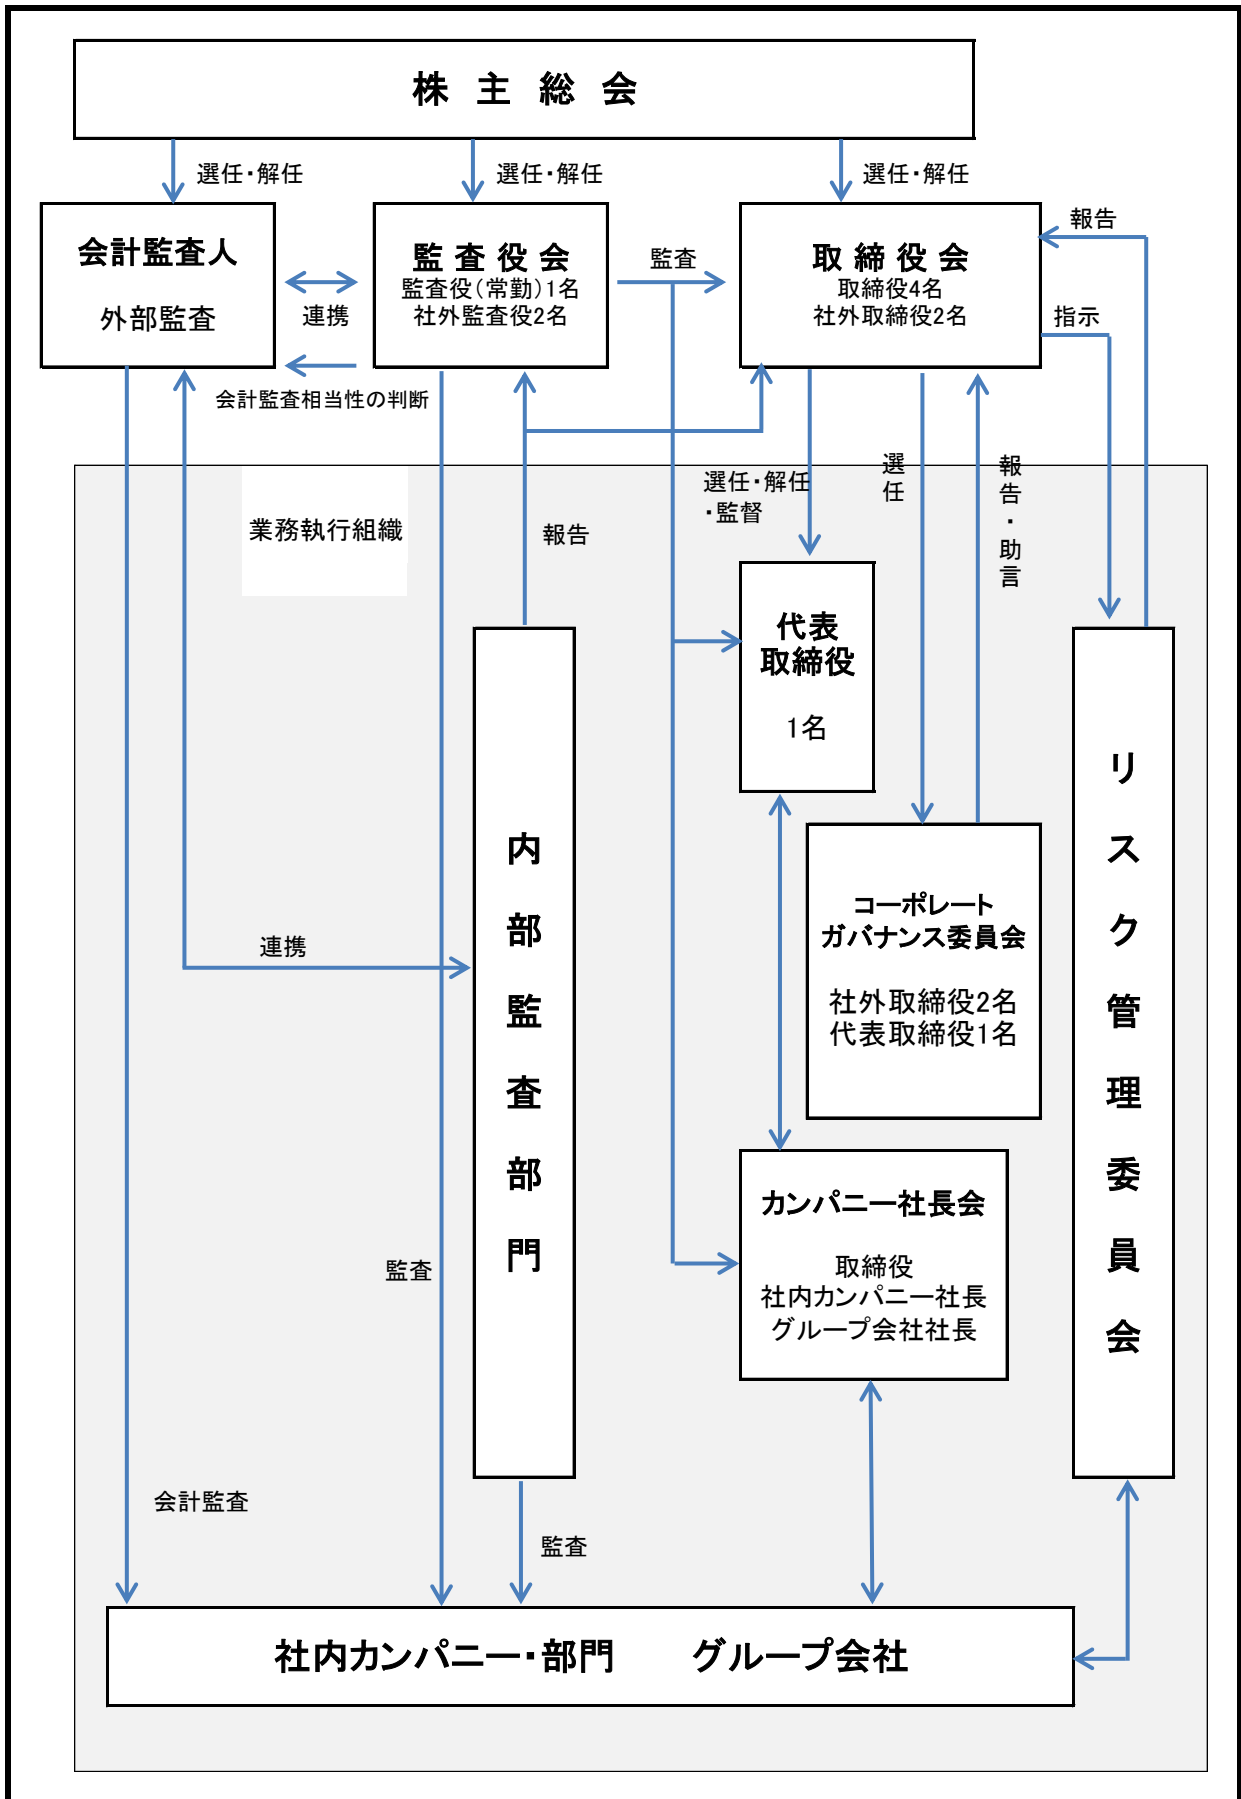 株主総会
選任・解任
選任・解任
選任・解任
会計監査人
外部監査
連携
会計監査相当性の判断
監査役会
監査役（常勤）1名
社外監査役2名
監査
取締役会
取締役4名
社外取締役2名
報告
指示
業務執行組織
報告
選任・解任
・監督
選任
報告・助言
代表
取締役
1名
内部監査部門
連携
コーポレート
ガバナンス委員会
社外取締役2名
代表取締役1名
リスク管理委員会
カンパニー社長会
取締役
社内カンパニー社長
グループ会社社長
監査
会計監査
監査
社内カンパニー・部門　　グループ会社